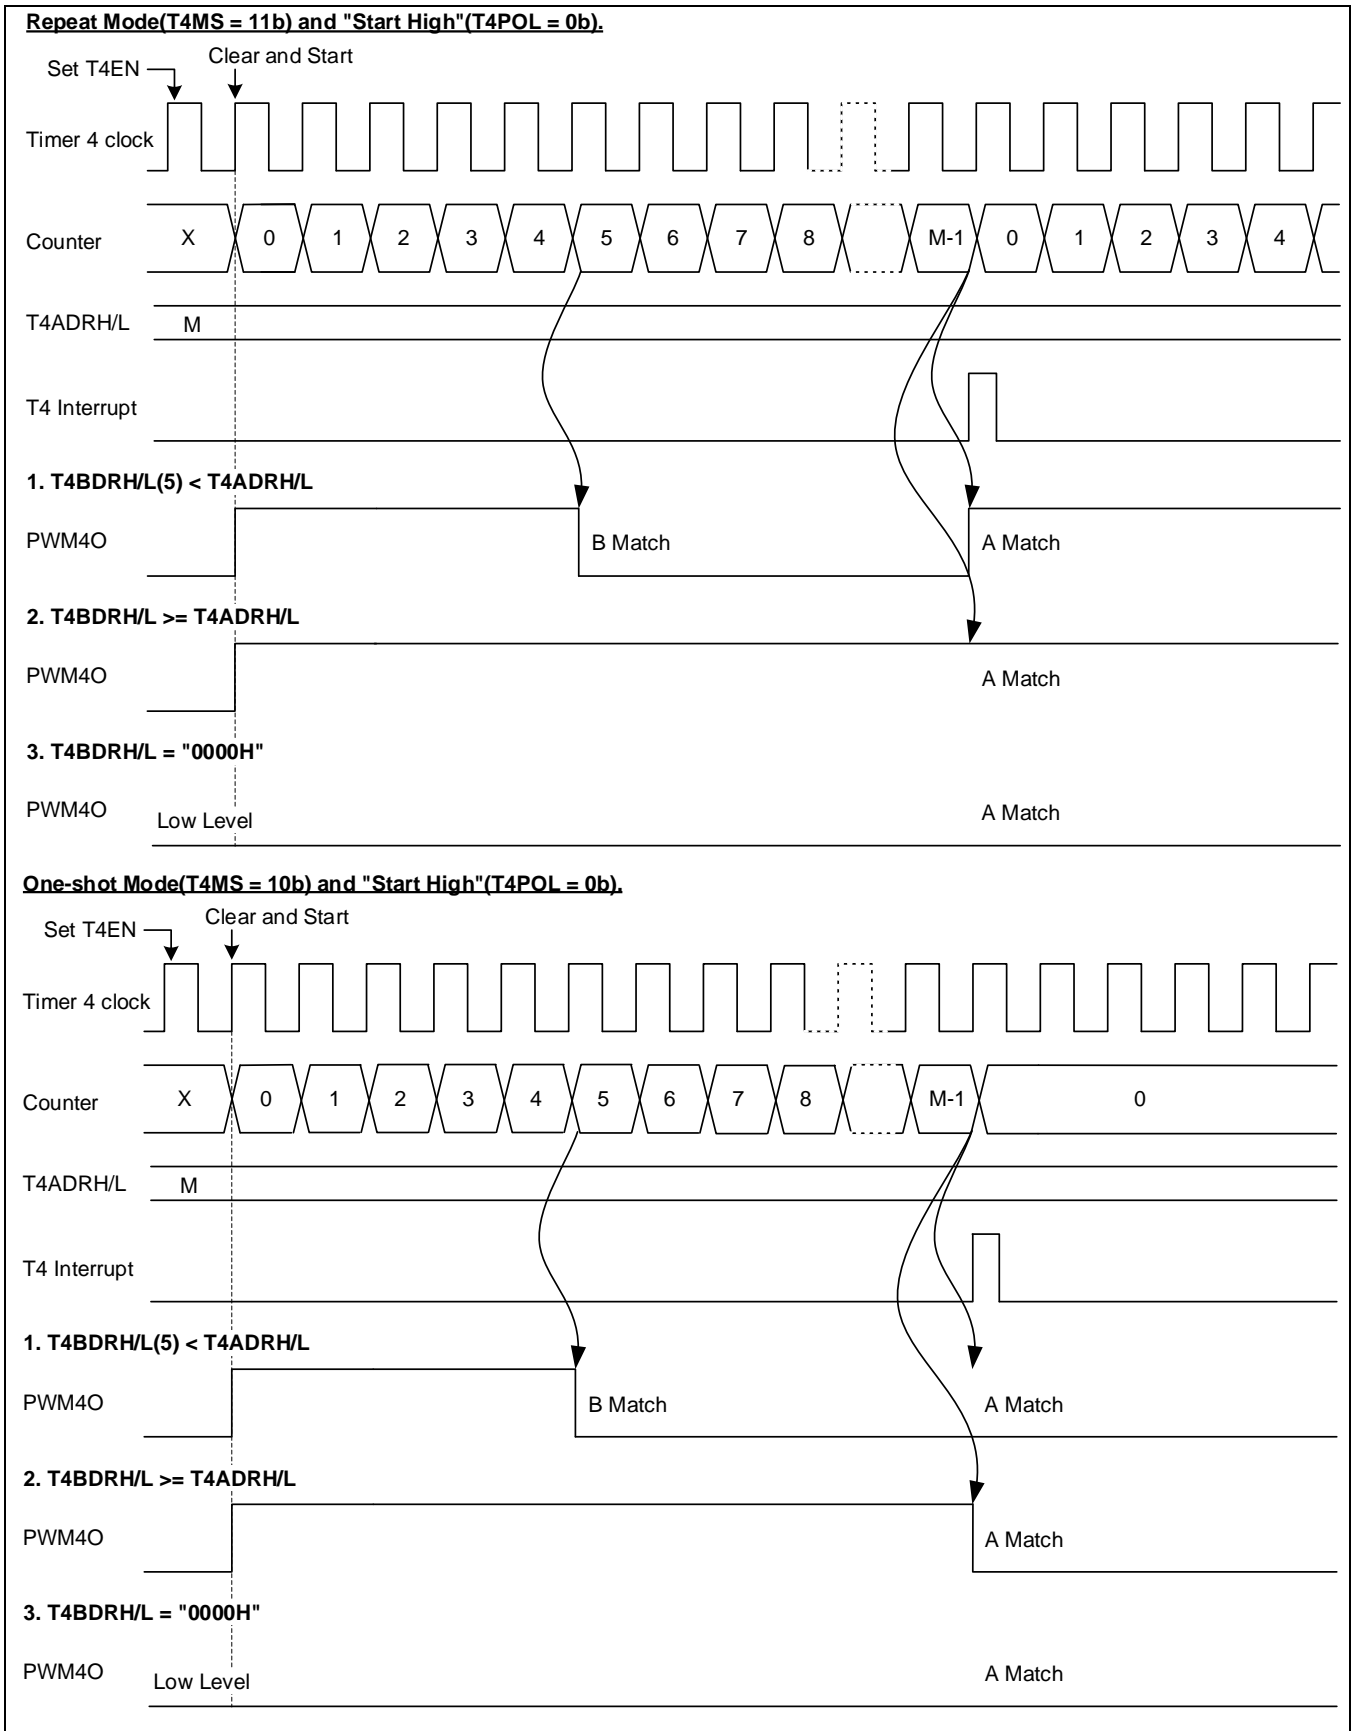 Repeat Mode(T4MS = 11b) and "Start High"(T4POL = 0b).
Set T4EN
Clear and Start
Timer 4 clock
Counter X 0 1 2 3 4 5 6 7 8 M-1 0 1 2 3 4
T4ADRH/L M
T4 Interrupt
1. T4BDRH/L(5) < T4ADRH/L
PWM4O B Match A Match
2. T4BDRH/L >= T4ADRH/L
PWM4O A Match
3. T4BDRH/L = "0000H"
PWM4O Low Level A Match
One-shot Mode(T4MS = 10b) and "Start High"(T4POL = 0b).
Set T4EN
Clear and Start
Timer 4 clock
Counter X 0 1 2 3 4 5 6 7 8 M-1 0
T4ADRH/L M
T4 Interrupt
1. T4BDRH/L(5) < T4ADRH/L
PWM4O B Match A Match
2. T4BDRH/L >= T4ADRH/L
PWM4O A Match
3. T4BDRH/L = "0000H"
PWM4O Low Level A Match